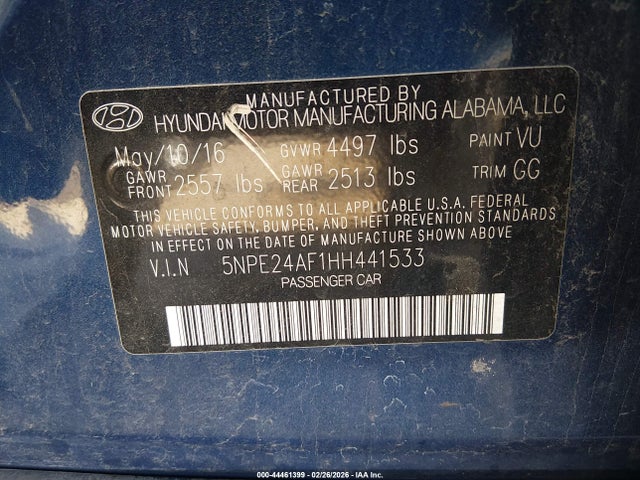 MANUFACTURED BY
HYUNDAI MOTOR MANUFACTURING ALABAMA, LLC
May/10/16 GVWR 4497 lbs PAINT VU
GAWR FRONT 2557 lbs GAWR REAR 2513 lbs TRIM GG
THIS VEHICLE CONFORMS TO ALL APPLICABLE U.S.A. FEDERAL
MOTOR VEHICLE SAFETY, BUMPER, AND THEFT PREVENTION STANDARDS
IN EFFECT ON THE DATE OF MANUFACTURE SHOWN ABOVE
V.I.N 5NPE24AF1HH441533
PASSENGER CAR
000-44461399 - 02/26/2026 - IAA Inc.